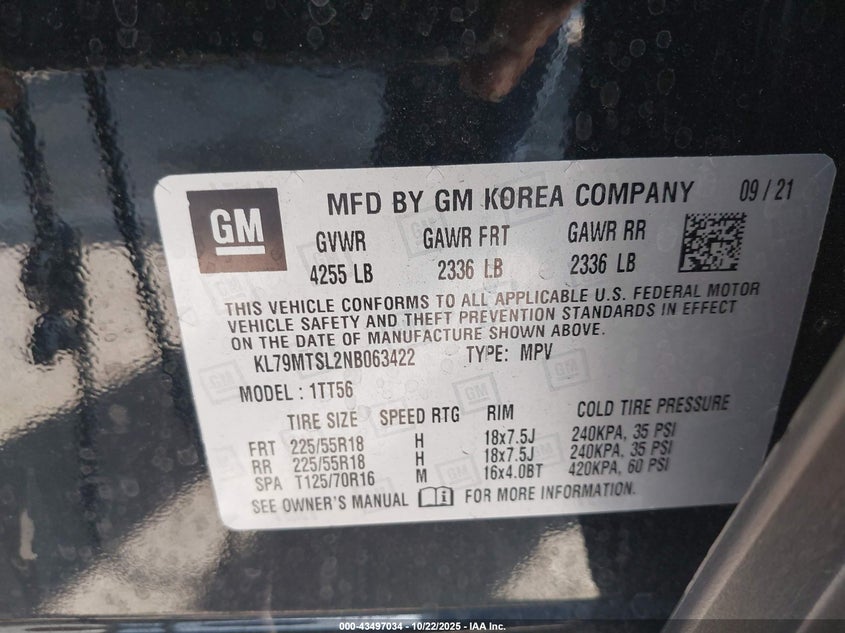 GM
MFD BY GM KOREA COMPANY 09 / 21
GVWR GAWR FRT GAWR RR
4255 LB 2336 LB 2336 LB
THIS VEHICLE CONFORMS TO ALL APPLICABLE U.S. FEDERAL MOTOR
VEHICLE SAFETY AND THEFT PREVENTION STANDARDS IN EFFECT
ON THE DATE OF MANUFACTURE SHOWN ABOVE.
KL79MTSL2NB063422 TYPE: MPV
MODEL : 1TT56
TIRE SIZE SPEED RTG RIM COLD TIRE PRESSURE
FRT 225/55R18 H 18x7.5J 240KPA, 35 PSI
RR 225/55R18 H 18x7.5J 240KPA, 35 PSI
SPA T125/70R16 M 16x4.0BT 420KPA, 60 PSI
SEE OWNER'S MANUAL FOR MORE INFORMATION.
000-43497034 - 10/22/2025 - IAA Inc.